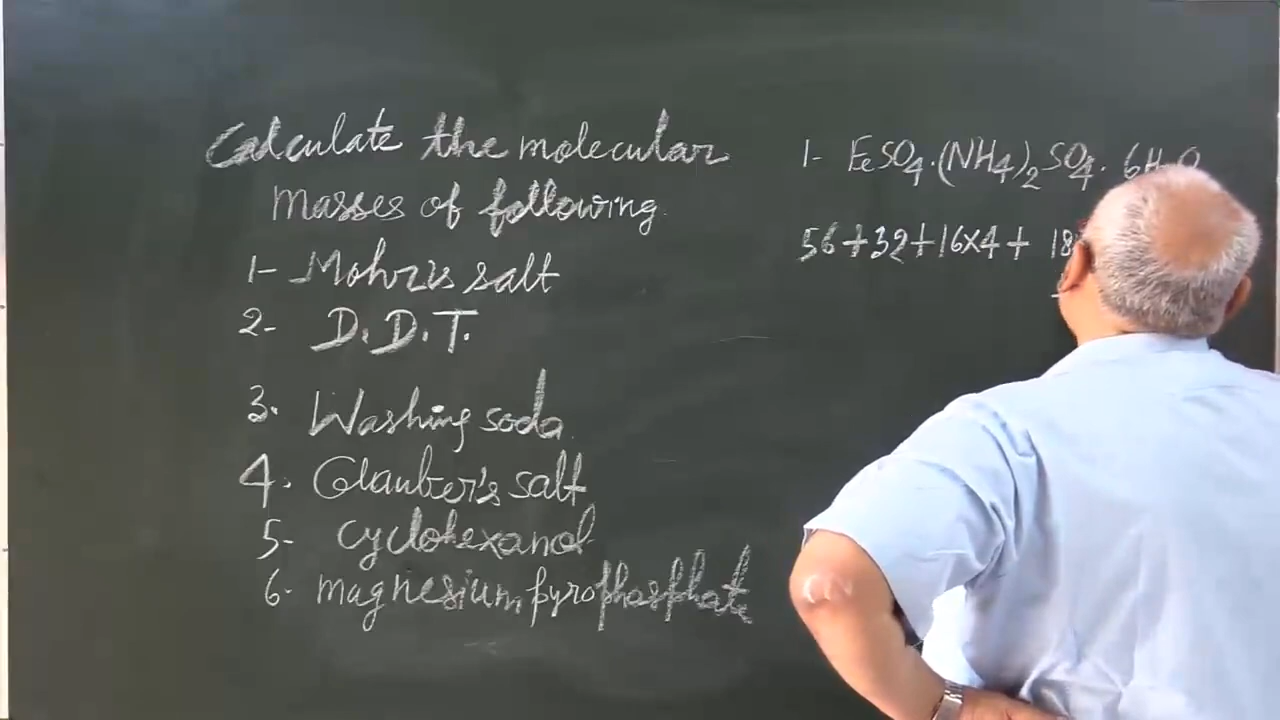 Calculate the molecular
masses of following
1- Mohr's salt
2- D.D.T.
3. Washing soda
4. Glauber's salt
5- cyclohexanol
6- magnesium pyrophosphate
1- FeSO4.(NH4)2SO4. 6H2O
56+32+16x4+ 18